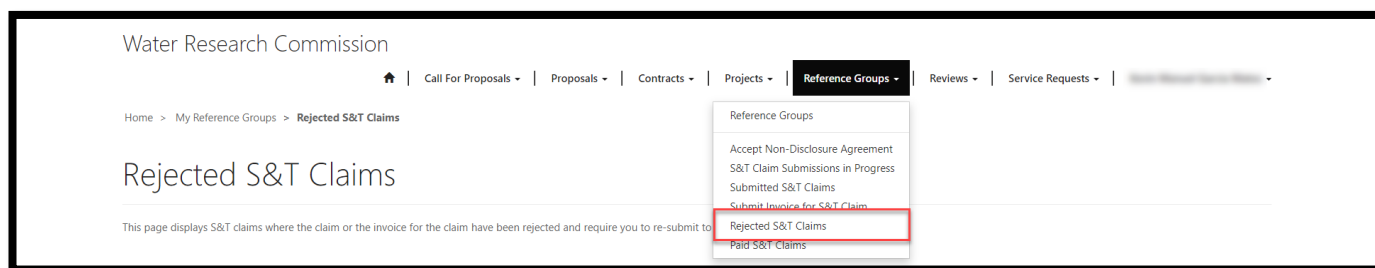 Water Research Commission
Call For Proposals Proposals Contracts Projects Reference Groups Reviews Service Requests
Home > My Reference Groups > Rejected S&T Claims
Reference Groups
Accept Non-Disclosure Agreement
Rejected S&T Claims
S&T Claim Submissions in Progress
Submitted S&T Claims
Submit Invoice for S&T Claim
This page displays S&T claims where the claim or the invoice for the claim have been rejected and require you to re-submit to
Rejected S&T Claims
Paid S&T Claims